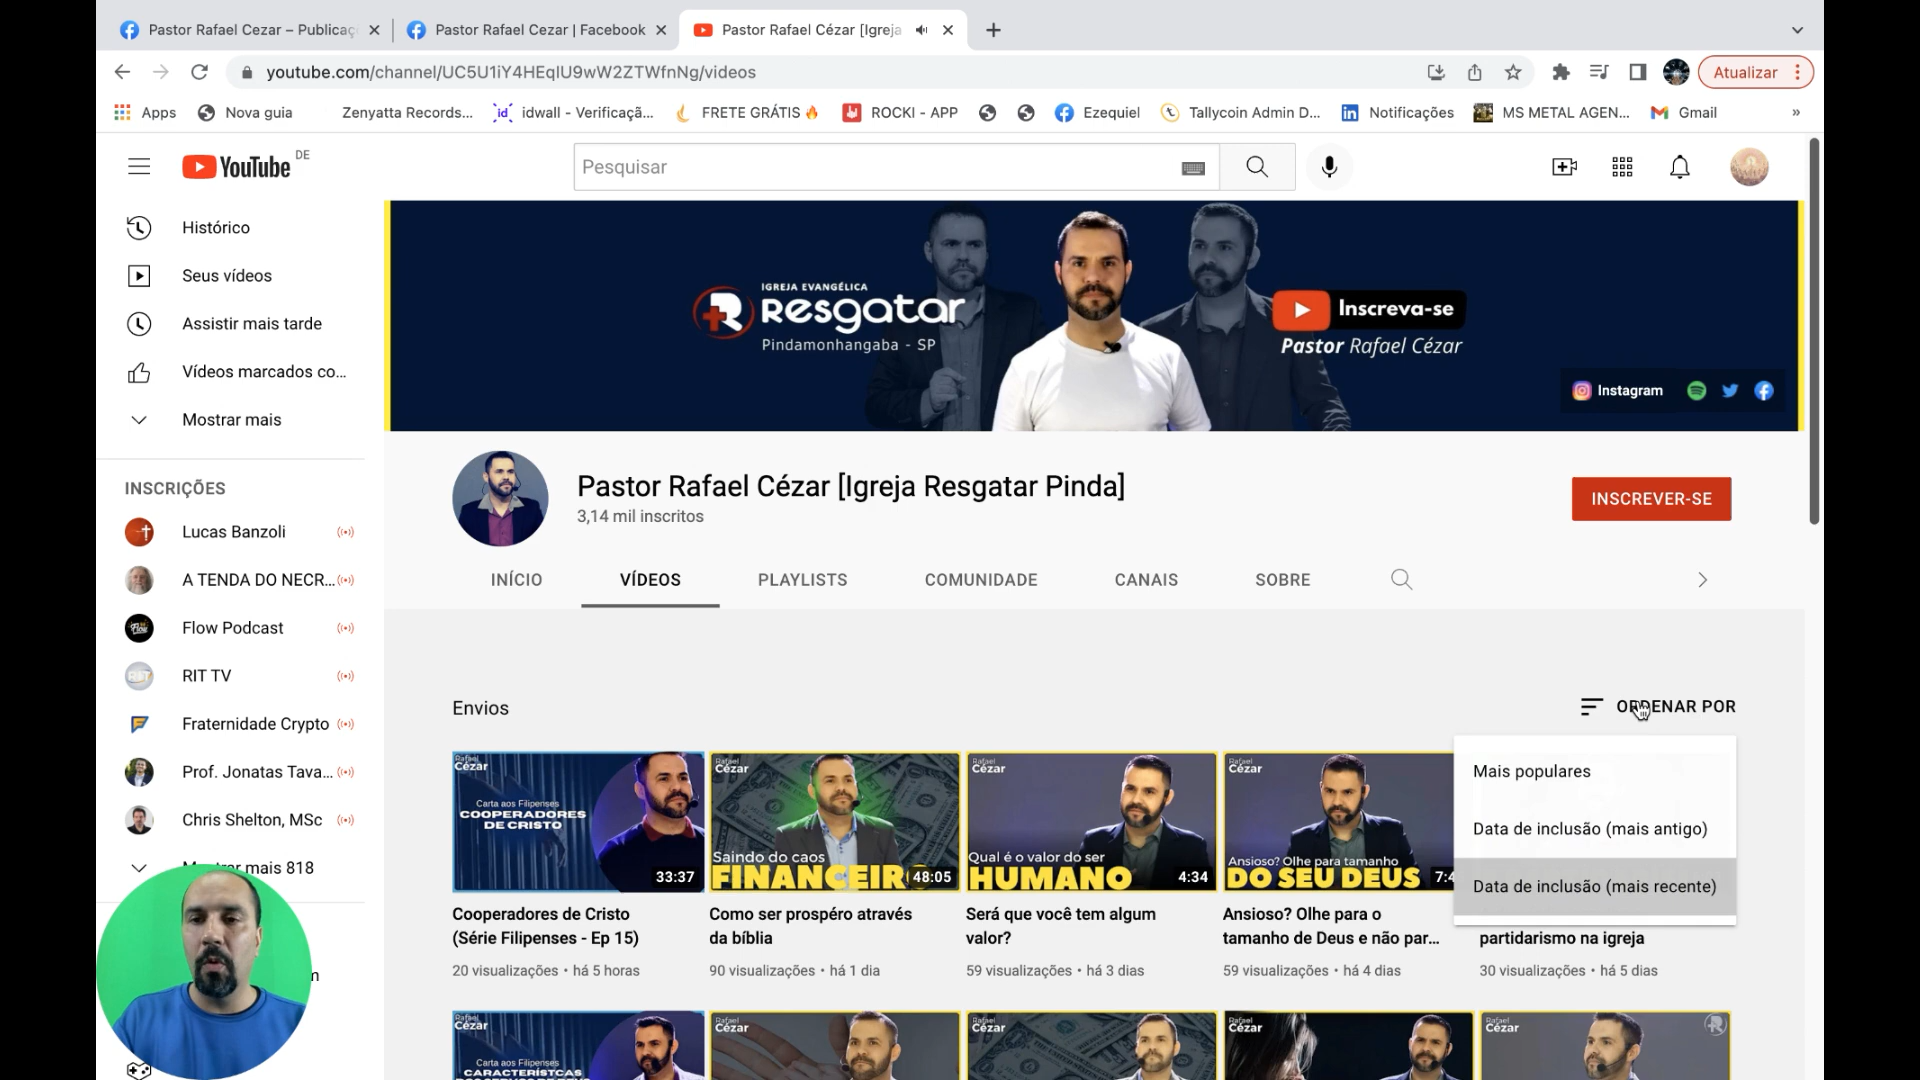 Pastor Rafael Cezar – Publicaç
Pastor Rafael Cezar | Facebook
Pastor Rafael Cézar [Igreja
youtube.com/channel/UC5U1iY4HEqIU9wW2ZTWfnNg/videos
Atualizar
Apps
Nova guia
Zenyatta Records...
id
idwall - Verificaçã...
FRETE GRÁTIS
ROCKI - APP
Ezequiel
Tallycoin Admin D...
Notificações
MS METAL AGEN...
Gmail
»
YouTube
DE
Pesquisar
Histórico
Seus vídeos
Assistir mais tarde
Vídeos marcados co...
Mostrar mais
INSCRIÇÕES
Lucas Banzoli
A TENDA DO NECR...
Flow Podcast
RIT TV
Fraternidade Crypto
Prof. Jonatas Tava...
Chris Shelton, MSc
mais 818
IGREJA EVANGÉLICA
Resgatar
Pindamonhangaba - SP
Inscreva-se
Pastor Rafael Cézar
Instagram
Pastor Rafael Cézar [Igreja Resgatar Pinda]
3,14 mil inscritos
INSCREVER-SE
INÍCIO
VÍDEOS
PLAYLISTS
COMUNIDADE
CANAIS
SOBRE
Envios
ORDENAR POR
Mais populares
Data de inclusão (mais antigo)
Data de inclusão (mais recente)
Rafael
Cézar
Carta aos Filipenses
COOPERADORES
DE CRISTO
33:37
Rafael
Cézar
Saindo do caos
FINANCEIR
48:05
Rafael
Cézar
Qual é o valor do ser
HUMANO
4:34
Rafael
Cézar
Ansioso? Olhe para tamanho
DO SEU DEUS
7:4
Cooperadores de Cristo
(Série Filipenses - Ep 15)
20 visualizações • há 5 horas
Como ser prospéro através
da bíblia
90 visualizações • há 1 dia
Será que você tem algum
valor?
59 visualizações • há 3 dias
Ansioso? Olhe para o
tamanho de Deus e não par...
59 visualizações • há 4 dias
partidarismo na igreja
30 visualizações • há 5 dias
Rafael
Cézar
Carta aos Filipenses
Rafael
Cézar
Rafael
Cézar
Rafael
Cézar
Rafael
Cézar